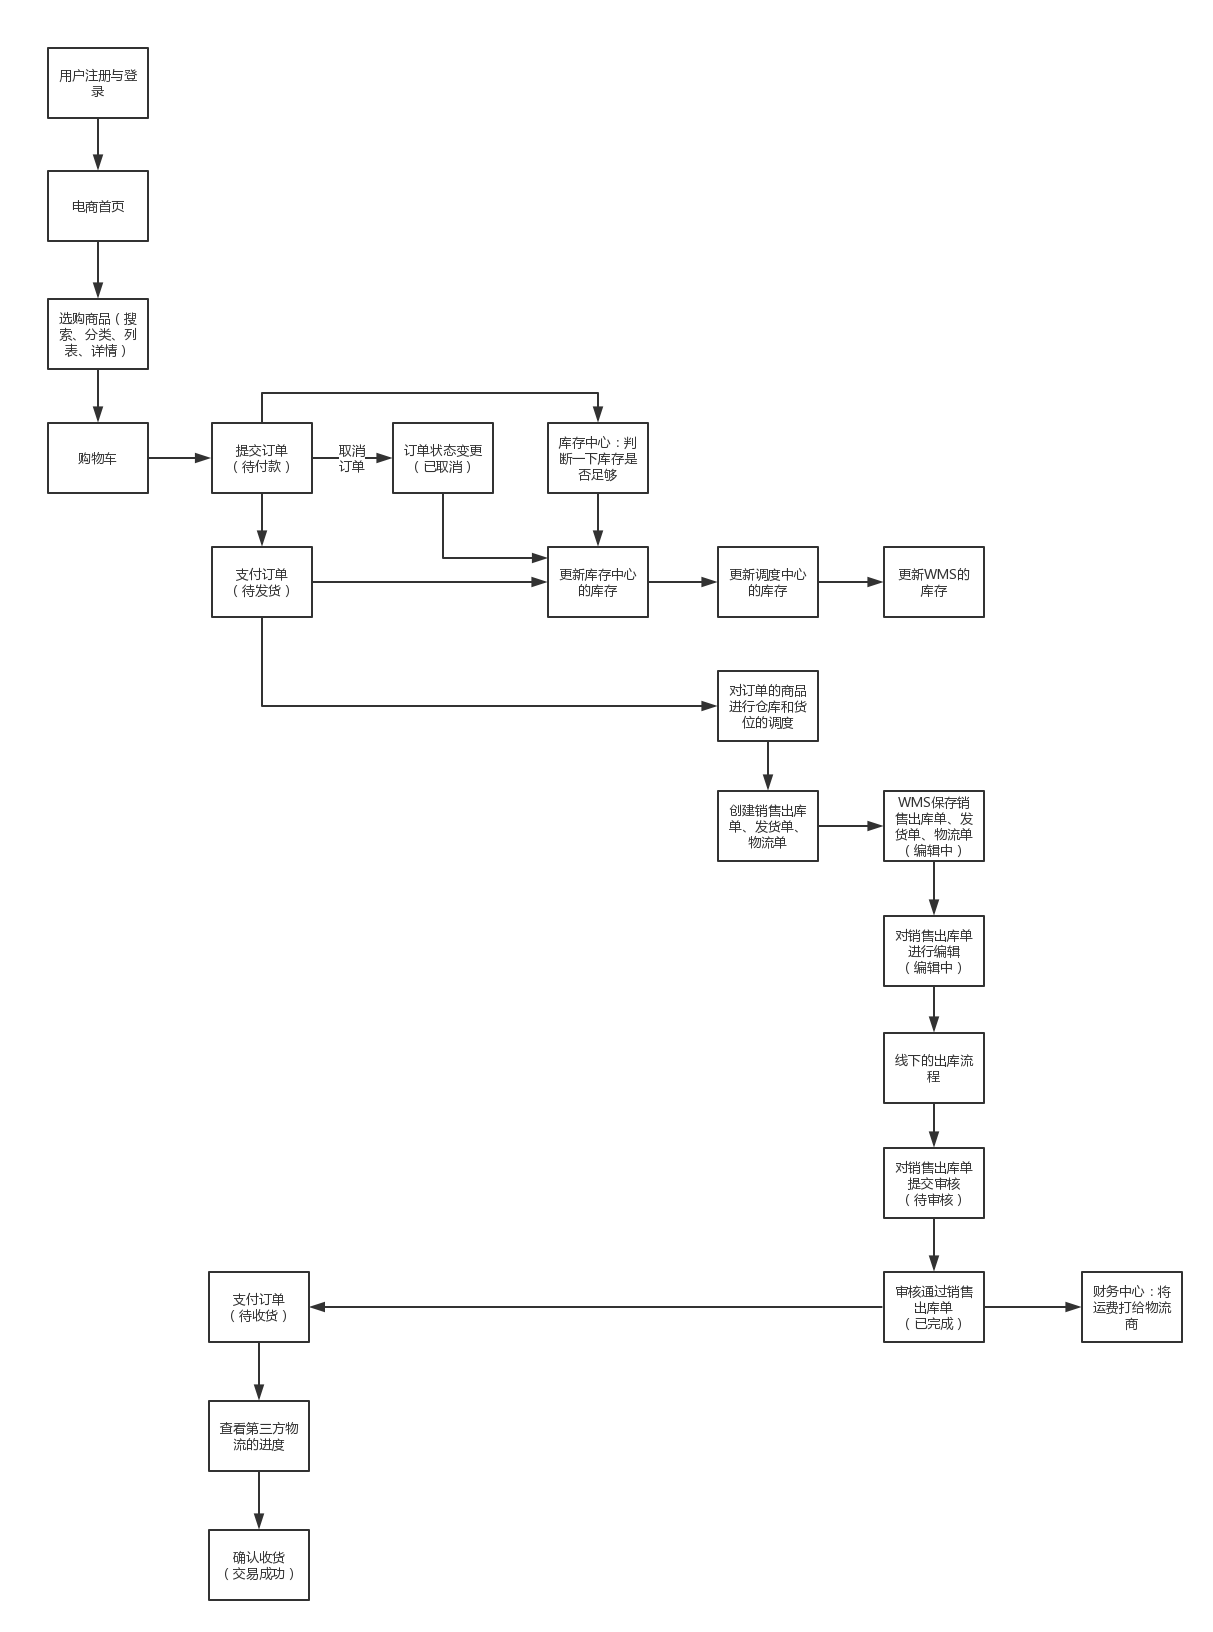 用户注册与登
录
电商首页
选购商品（搜
索、分类、列
表、详情）
购物车
提交订单
（待付款）
取消
订单
订单状态变更
（已取消）
库存中心：判
断一下库存是
否足够
支付订单
（待发货）
更新库存中心
的库存
更新调度中心
的库存
更新WMS的
库存
对订单的商品
进行仓库和货
位的调度
创建销售出库
单、发货单、
物流单
WMS保存销
售出库单、发
货单、物流单
（编辑中）
对销售出库单
进行编辑
（编辑中）
线下的出库流
程
对销售出库单
提交审核
（待审核）
支付订单
（待收货）
审核通过销售
出库单
（已完成）
财务中心：将
运费打给物流
商
查看第三方物
流的进度
确认收货
（交易成功）